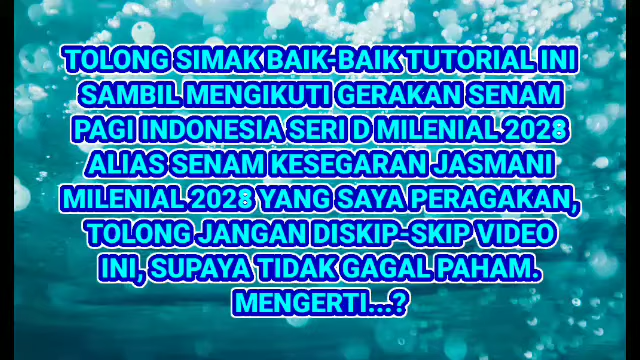 TOLONG SIMAK BAIK-BAIK TUTORIAL INI
SAMBIL MENGIKUTI GERAKAN SENAM
PAGI INDONESIA SERI D MILENIAL 2028
ALIAS SENAM KESEGARAN JASMANI
MILENIAL 2028 YANG SAYA PERAGAKAN,
TOLONG JANGAN DISKIP-SKIP VIDEO
INI, SUPAYA TIDAK GAGAL PAHAM.
MENGERTI...?